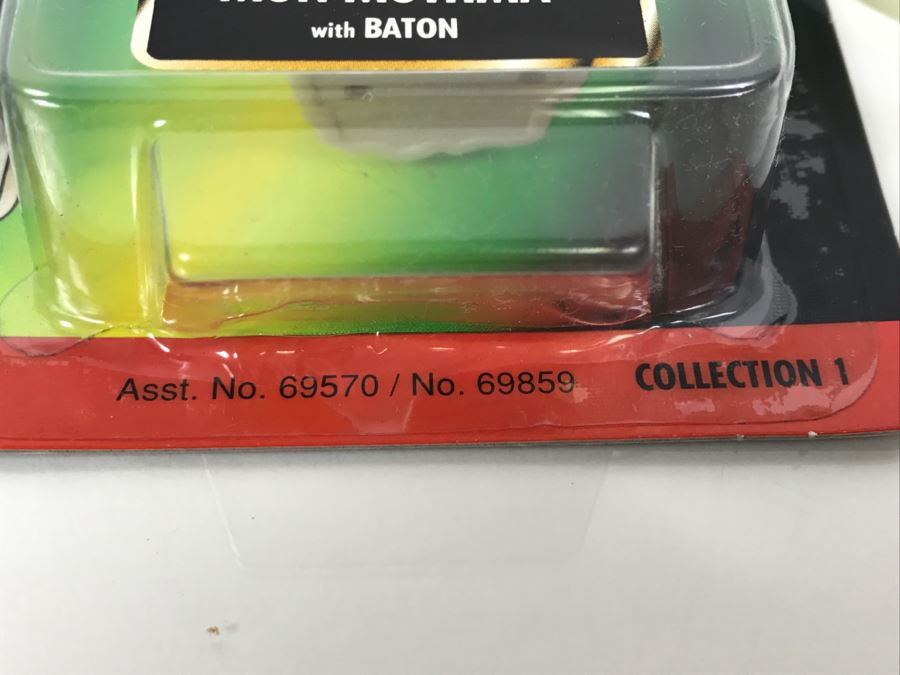 with BATON
Asst. No. 69570 / No. 69859 COLLECTION 1